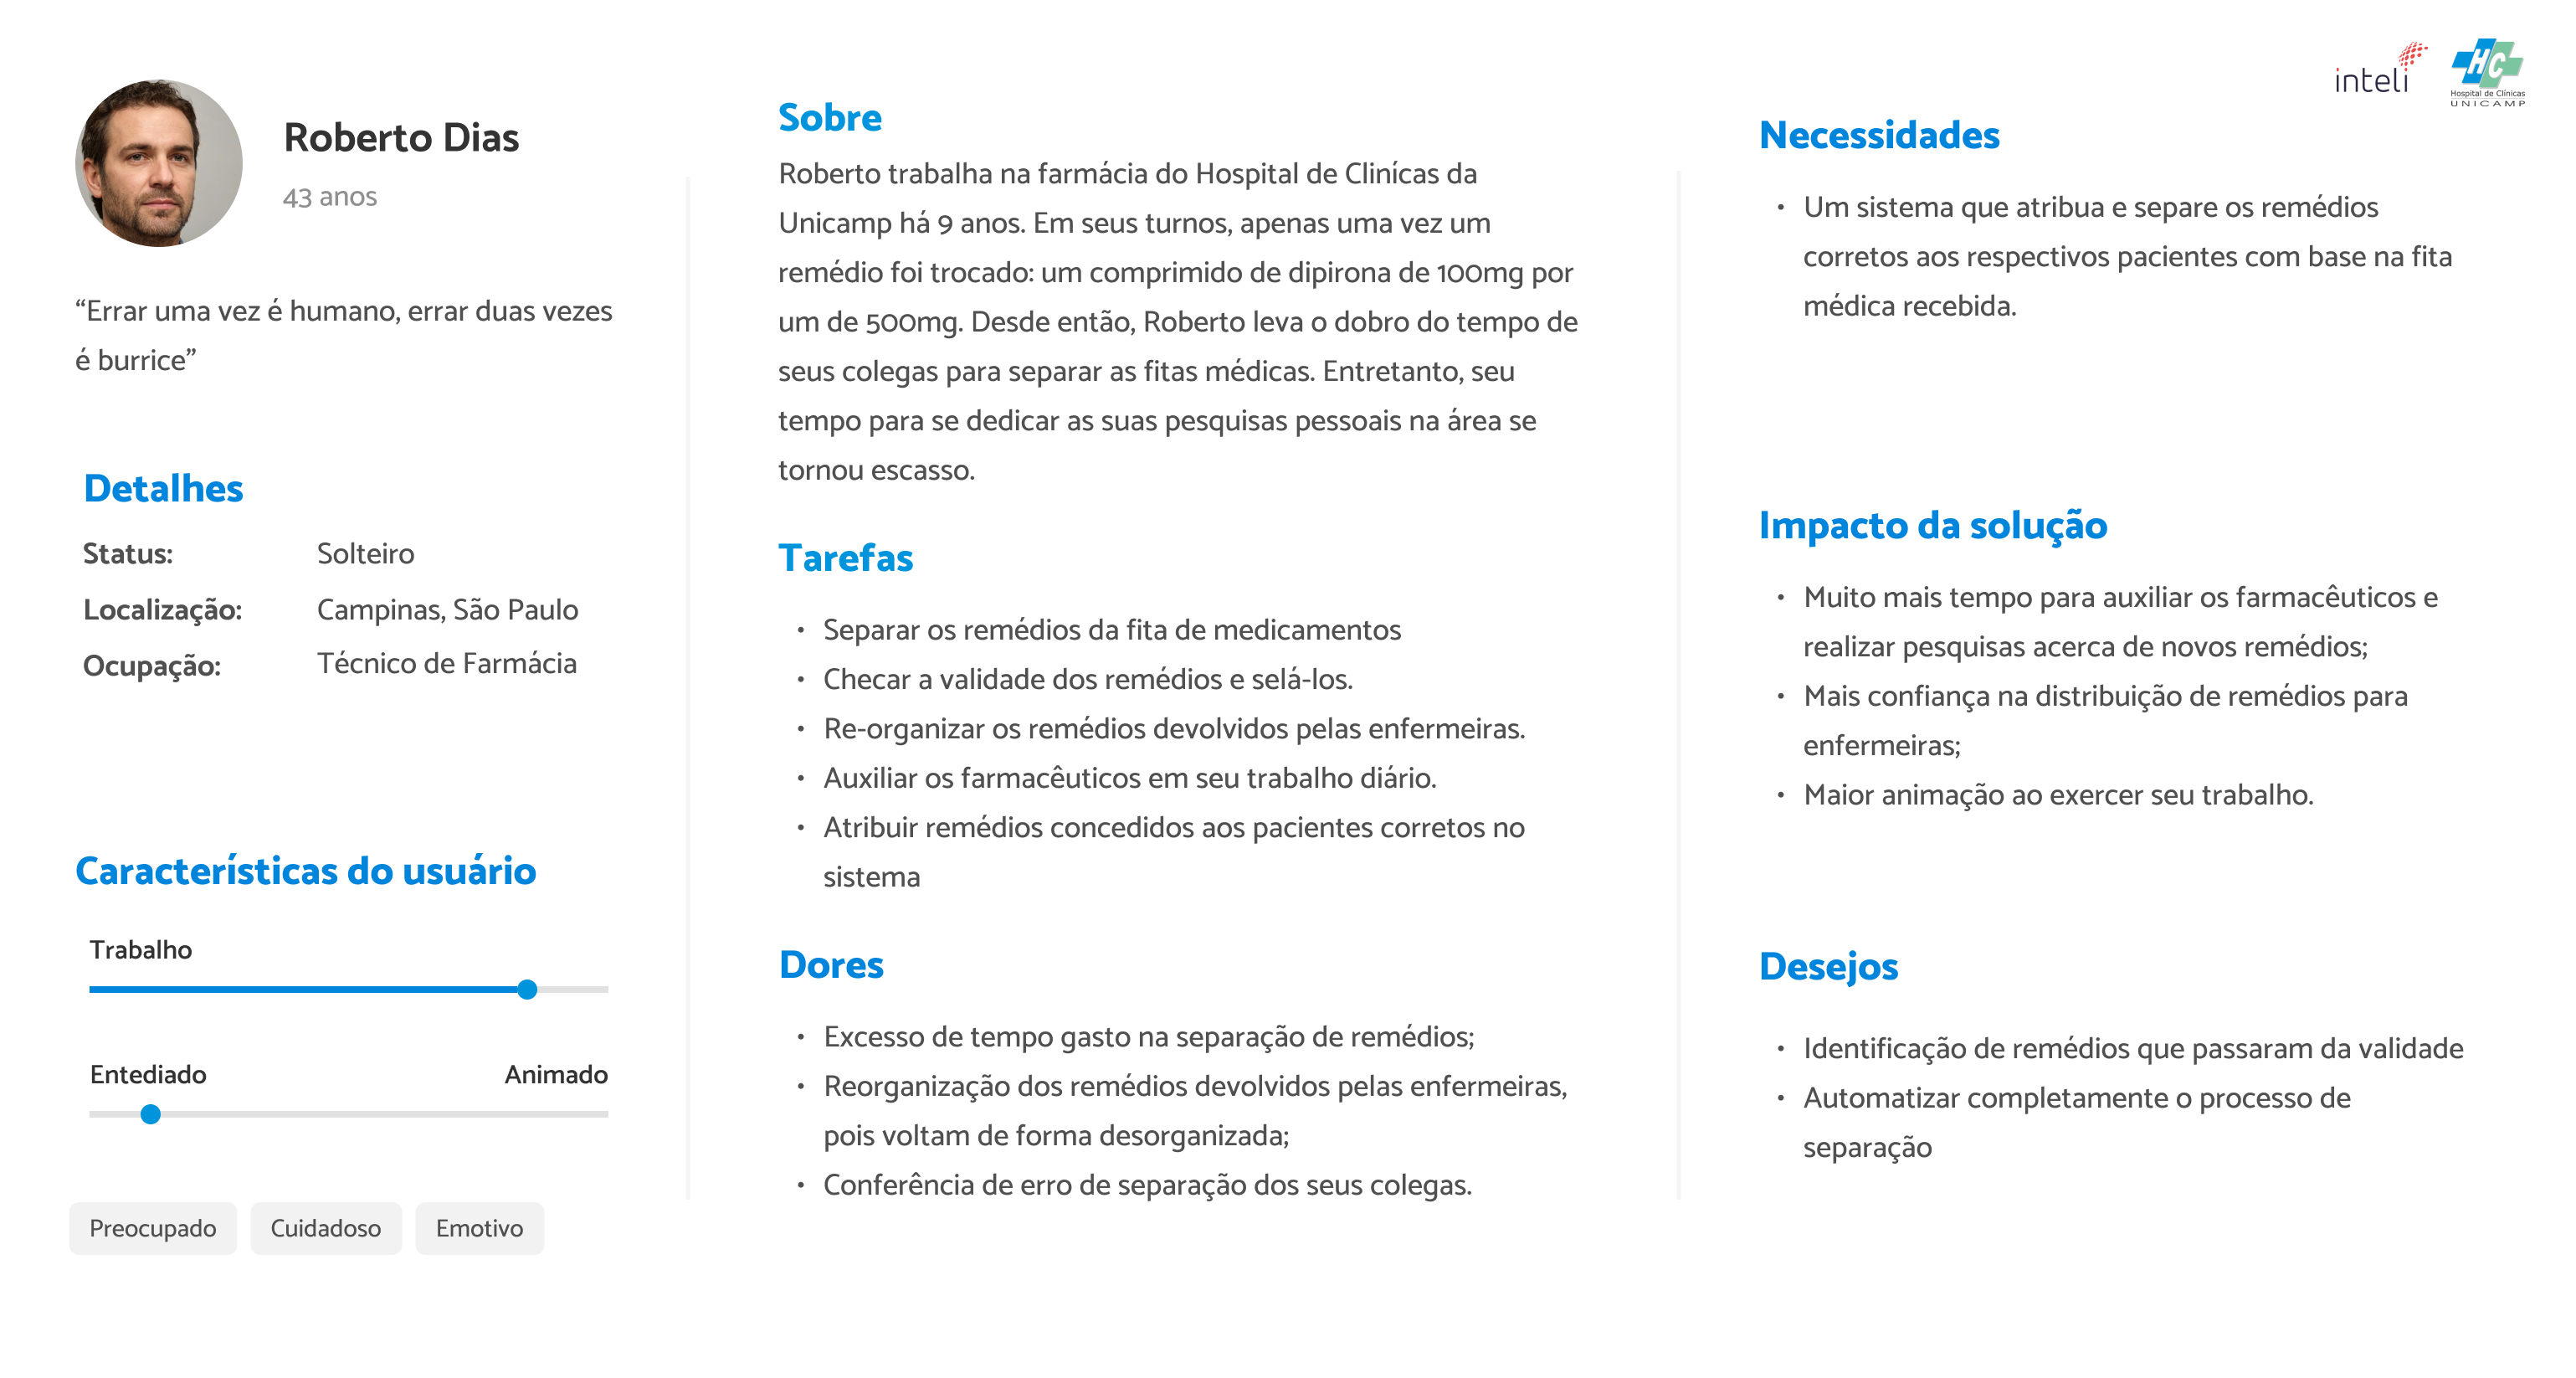 Roberto Dias
43 anos
“Errar uma vez é humano, errar duas vezes
é burrice”
Detalhes
Status: Solteiro
Localização: Campinas, São Paulo
Ocupação: Técnico de Farmácia
Características do usuário
Trabalho
Entediado Animado
Preocupado Cuidadoso Emotivo
Sobre
Roberto trabalha na farmácia do Hospital de Clinícas da
Unicamp há 9 anos. Em seus turnos, apenas uma vez um
remédio foi trocado: um comprimido de dipirona de 100mg por
um de 500mg. Desde então, Roberto leva o dobro do tempo de
seus colegas para separar as fitas médicas. Entretanto, seu
tempo para se dedicar as suas pesquisas pessoais na área se
tornou escasso.
Tarefas
• Separar os remédios da fita de medicamentos
• Checar a validade dos remédios e selá-los.
• Re-organizar os remédios devolvidos pelas enfermeiras.
• Auxiliar os farmacêuticos em seu trabalho diário.
• Atribuir remédios concedidos aos pacientes corretos no
sistema
Dores
• Excesso de tempo gasto na separação de remédios;
• Reorganização dos remédios devolvidos pelas enfermeiras,
pois voltam de forma desorganizada;
• Conferência de erro de separação dos seus colegas.
inteli
HC
Hospital de Clínicas
UNICAMP
Necessidades
• Um sistema que atribua e separe os remédios
corretos aos respectivos pacientes com base na fita
médica recebida.
Impacto da solução
• Muito mais tempo para auxiliar os farmacêuticos e
realizar pesquisas acerca de novos remédios;
• Mais confiança na distribuição de remédios para
enfermeiras;
• Maior animação ao exercer seu trabalho.
Desejos
• Identificação de remédios que passaram da validade
• Automatizar completamente o processo de
separação